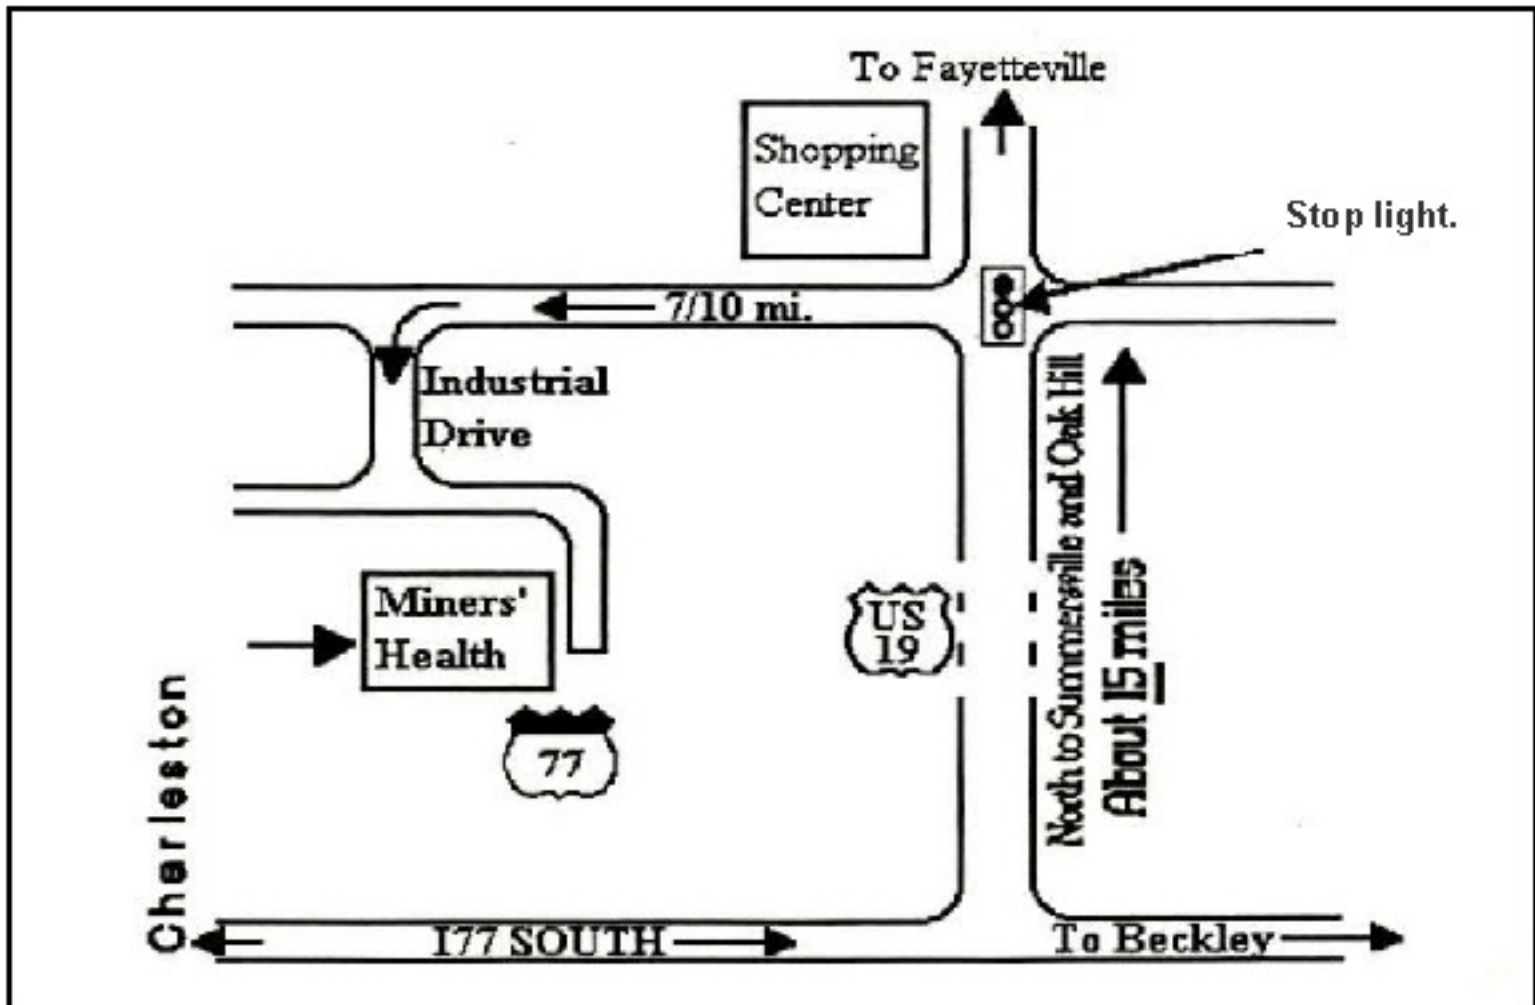 To Fayetteville
Shopping
Center
Stop light.
7/10 mi.
Industrial
Drive
North to Summersville and Oak Hill
About 15 miles
US
19
Miners'
Health
77
Charleston
I77 SOUTH
To Beckley